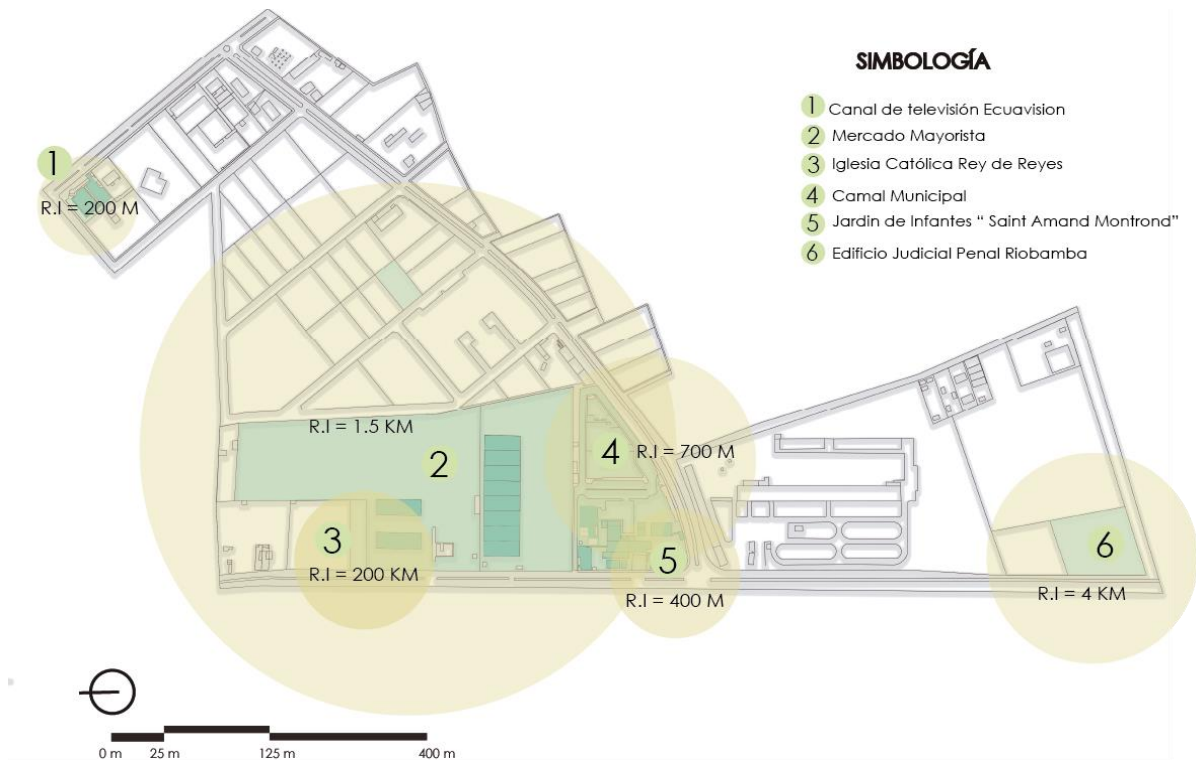 SIMBOLOGÍA
1 Canal de televisión Ecuavision
2 Mercado Mayorista
3 Iglesia Católica Rey de Reyes
4 Camal Municipal
5 Jardin de Infantes “ Saint Amand Montrond”
6 Edificio Judicial Penal Riobamba
1
R.I = 200 M
R.I = 1.5 KM
2
4
R.I = 700 M
3
R.I = 200 KM
5
R.I = 400 M
6
R.I = 4 KM
0 m 25 m 125 m 400 m